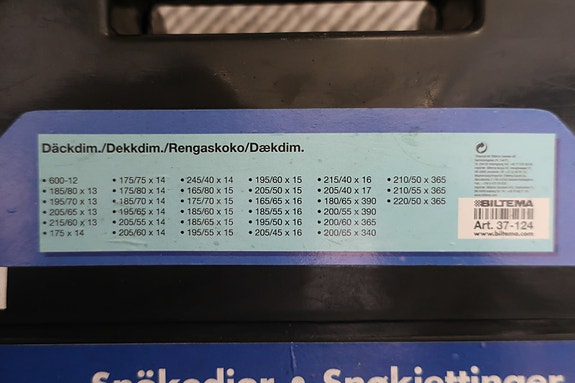 Däckdim./Dekkdim./Rengaskoko/Dækdim.
• 600-12
• 185/80 x 13
• 195/70 x 13
• 205/65 x 13
• 215/60 x 13
• 175 x 14
• 175/75 x 14
• 175/80 x 14
• 185/70 x 14
• 195/65 x 14
• 205/65 x 14
• 205/60 x 14
• 245/40 x 14
• 165/80 x 15
• 175/70 x 15
• 185/60 x 15
• 185/65 x 15
• 195/55 x 15
• 195/60 x 15
• 205/50 x 15
• 165/65 x 16
• 185/55 x 16
• 195/50 x 16
• 205/45 x 16
• 215/40 x 16
• 205/40 x 17
• 180/65 x 390
• 200/55 x 390
• 200/60 x 365
• 200/65 x 340
• 210/50 x 365
• 210/55 x 365
• 220/50 x 365
BILTEMA
Art. 37-124
www.biltema.com
Snökedjor • Snøkjettinger